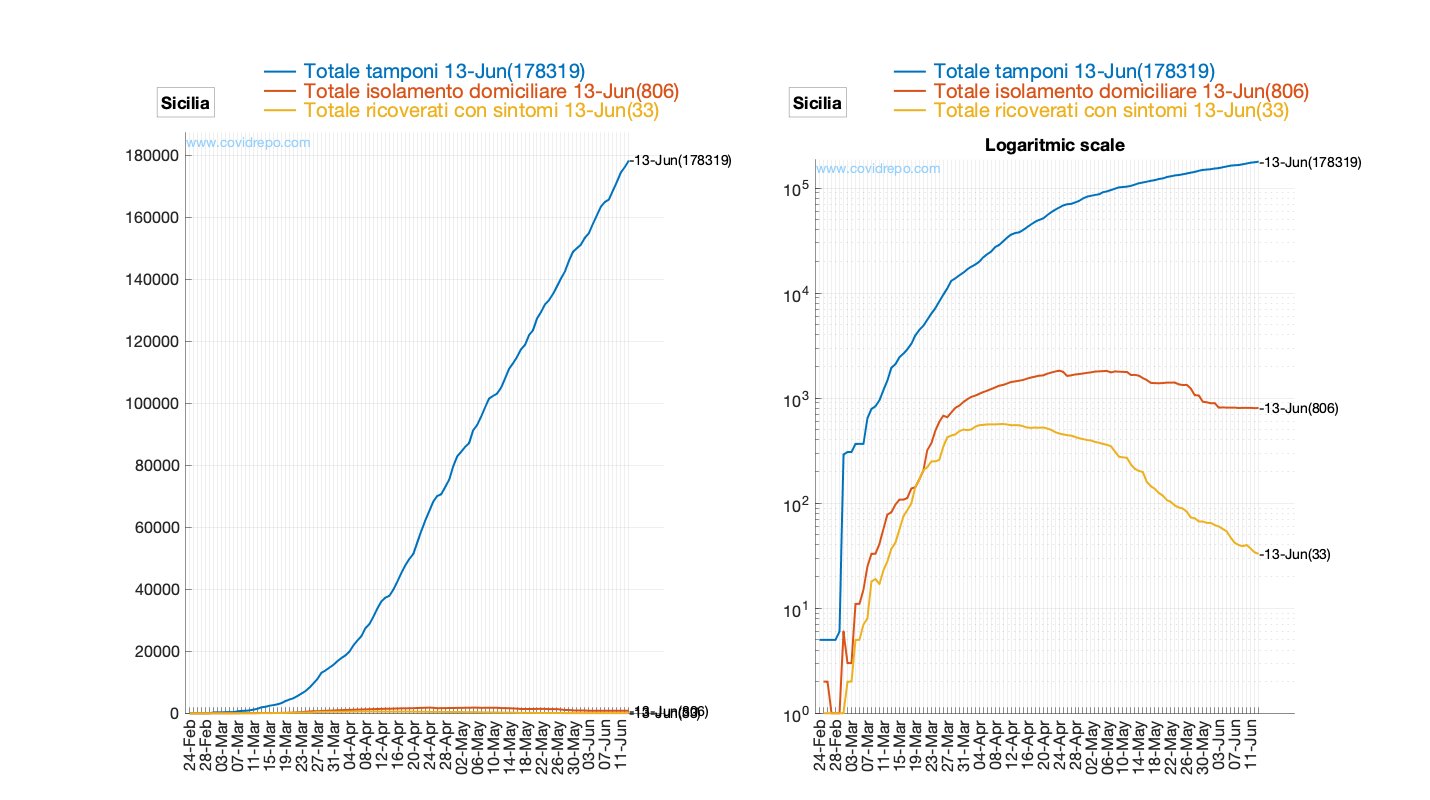 Sicilia
Totale tamponi 13-Jun(178319)
Totale isolamento domiciliare 13-Jun(806)
Totale ricoverati con sintomi 13-Jun(33)
www.covidrepo.com
180000
160000
140000
120000
100000
80000
60000
40000
20000
0
-13-Jun(178319)
-13-Jun(806)
-13-Jun(33)
24-Feb
28-Feb
03-Mar
07-Mar
11-Mar
15-Mar
19-Mar
23-Mar
27-Mar
31-Mar
04-Apr
08-Apr
12-Apr
16-Apr
20-Apr
24-Apr
28-Apr
02-May
06-May
10-May
14-May
18-May
22-May
26-May
30-May
03-Jun
07-Jun
11-Jun
Sicilia
Totale tamponi 13-Jun(178319)
Totale isolamento domiciliare 13-Jun(806)
Totale ricoverati con sintomi 13-Jun(33)
Logaritmic scale
www.covidrepo.com
10^5
10^4
10^3
10^2
10^1
10^0
-13-Jun(178319)
-13-Jun(806)
-13-Jun(33)
24-Feb
28-Feb
03-Mar
07-Mar
11-Mar
15-Mar
19-Mar
23-Mar
27-Mar
31-Mar
04-Apr
08-Apr
12-Apr
16-Apr
20-Apr
24-Apr
28-Apr
02-May
06-May
10-May
14-May
18-May
22-May
26-May
30-May
03-Jun
07-Jun
11-Jun